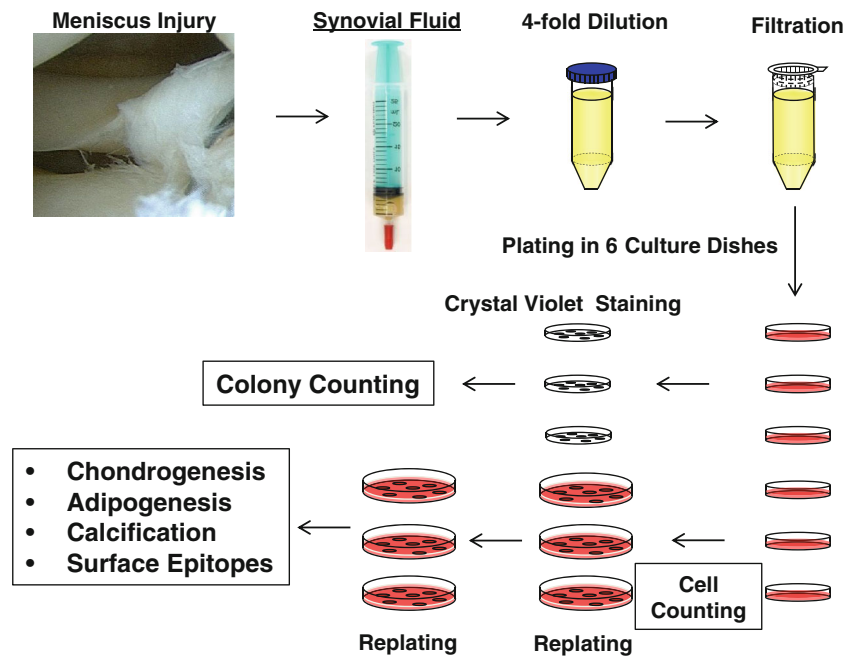 Meniscus Injury
Synovial Fluid
4-fold Dilution
Filtration
Plating in 6 Culture Dishes
Crystal Violet Staining
Colony Counting
• Chondrogenesis
• Adipogenesis
• Calcification
• Surface Epitopes
Cell
Counting
Replating
Replating